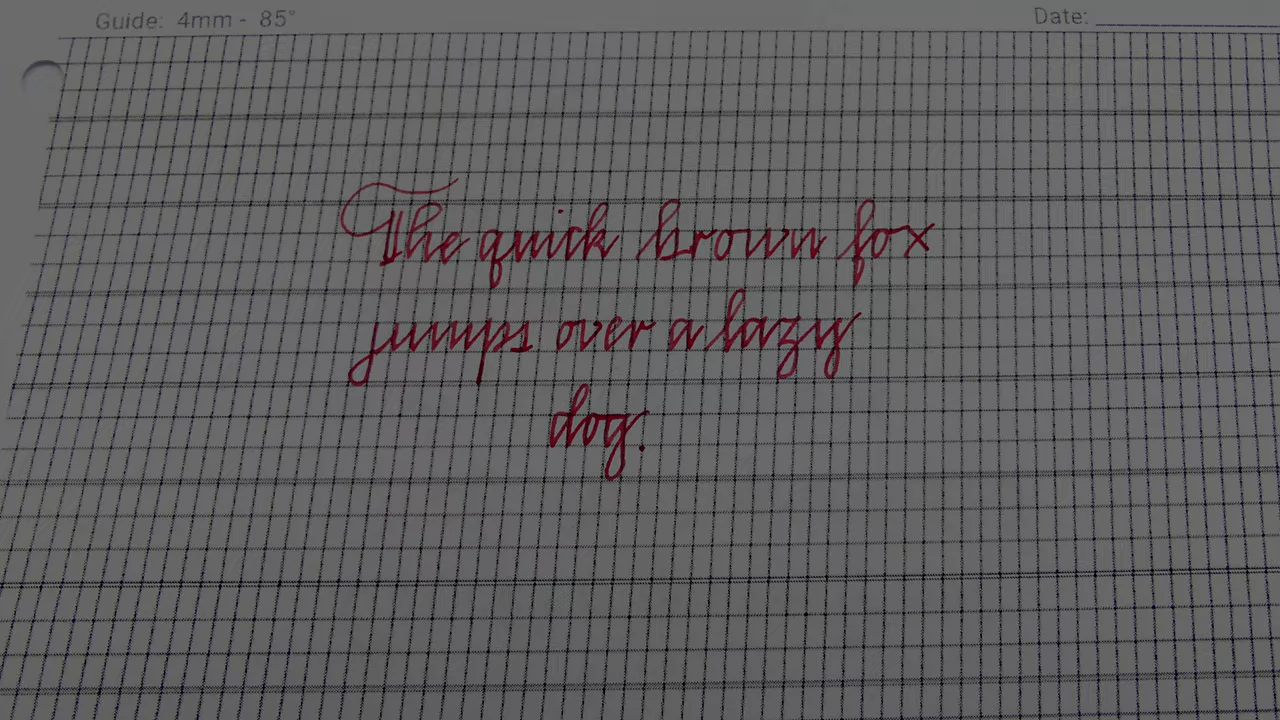 Guide: 4mm - 85° Date:
The quick brown fox
jumps over a lazy
dog.